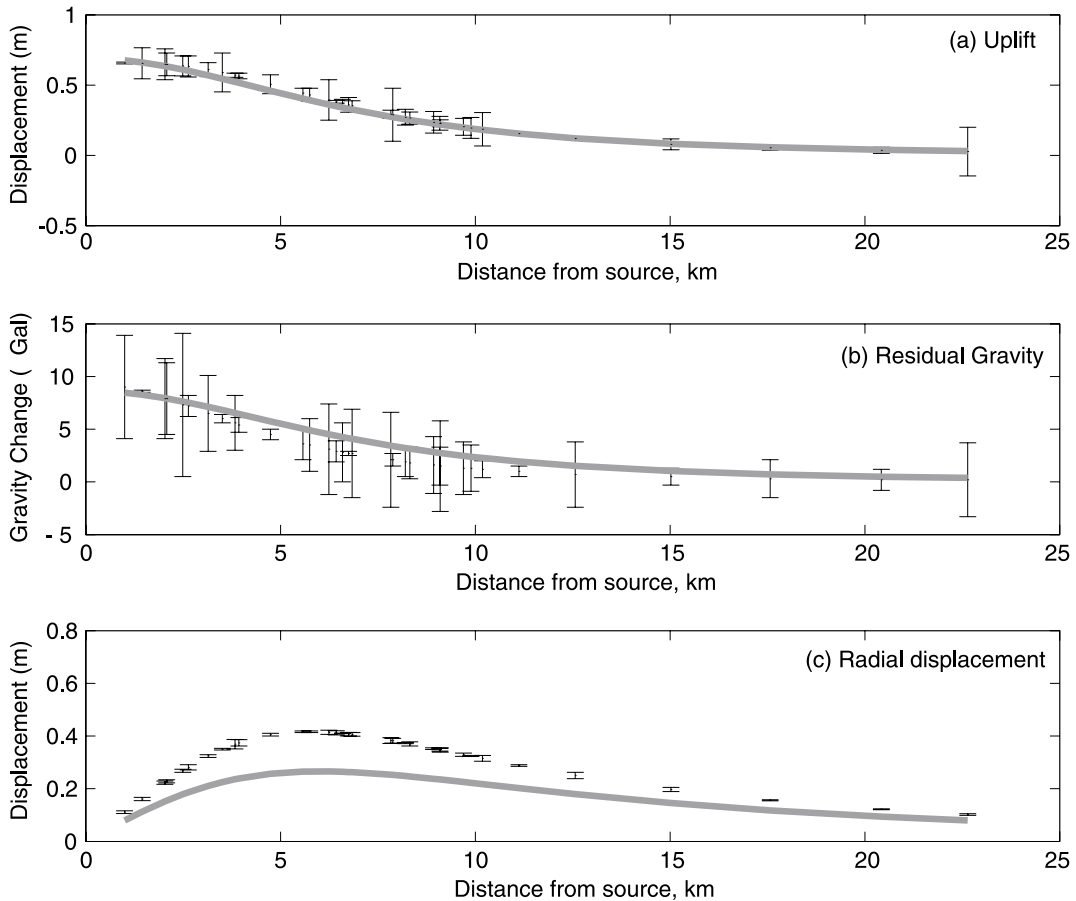 1
(a) Uplift
0.5
0
-0.5
Displacement (m)
0 5 10 15 20 25
Distance from source, km
15
(b) Residual Gravity
10
5
0
- 5
Gravity Change ( Gal)
0 5 10 15 20 25
Distance from source, km
0.8
(c) Radial displacement
0.6
0.4
0.2
0
Displacement (m)
0 5 10 15 20 25
Distance from source, km